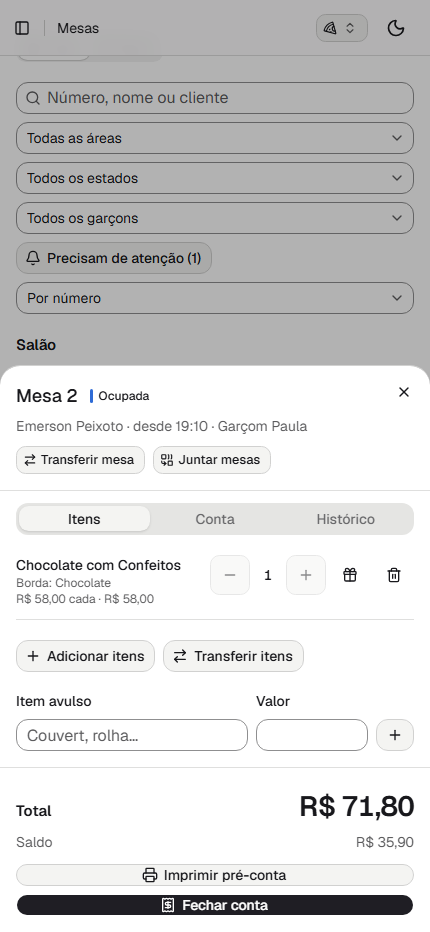 Mesas
Número, nome ou cliente
Todas as áreas
Todos os estados
Todos os garçons
Precisam de atenção (1)
Por número
Salão
Mesa 2
Ocupada
Emerson Peixoto · desde 19:10 · Garçom Paula
Transferir mesa
Juntar mesas
Itens
Conta
Histórico
Chocolate com Confeitos
Borda: Chocolate
R$ 58,00 cada · R$ 58,00
1
Adicionar itens
Transferir itens
Item avulso
Valor
Couvert, rolha...
Total
R$ 71,80
Saldo
R$ 35,90
Imprimir pré-conta
Fechar conta